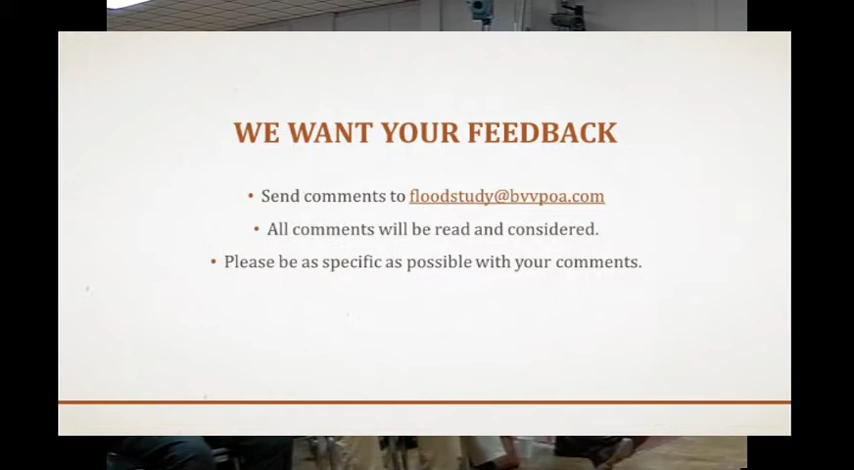 WE WANT YOUR FEEDBACK
• Send comments to floodstudy@bvvpoa.com
• All comments will be read and considered.
• Please be as specific as possible with your comments.